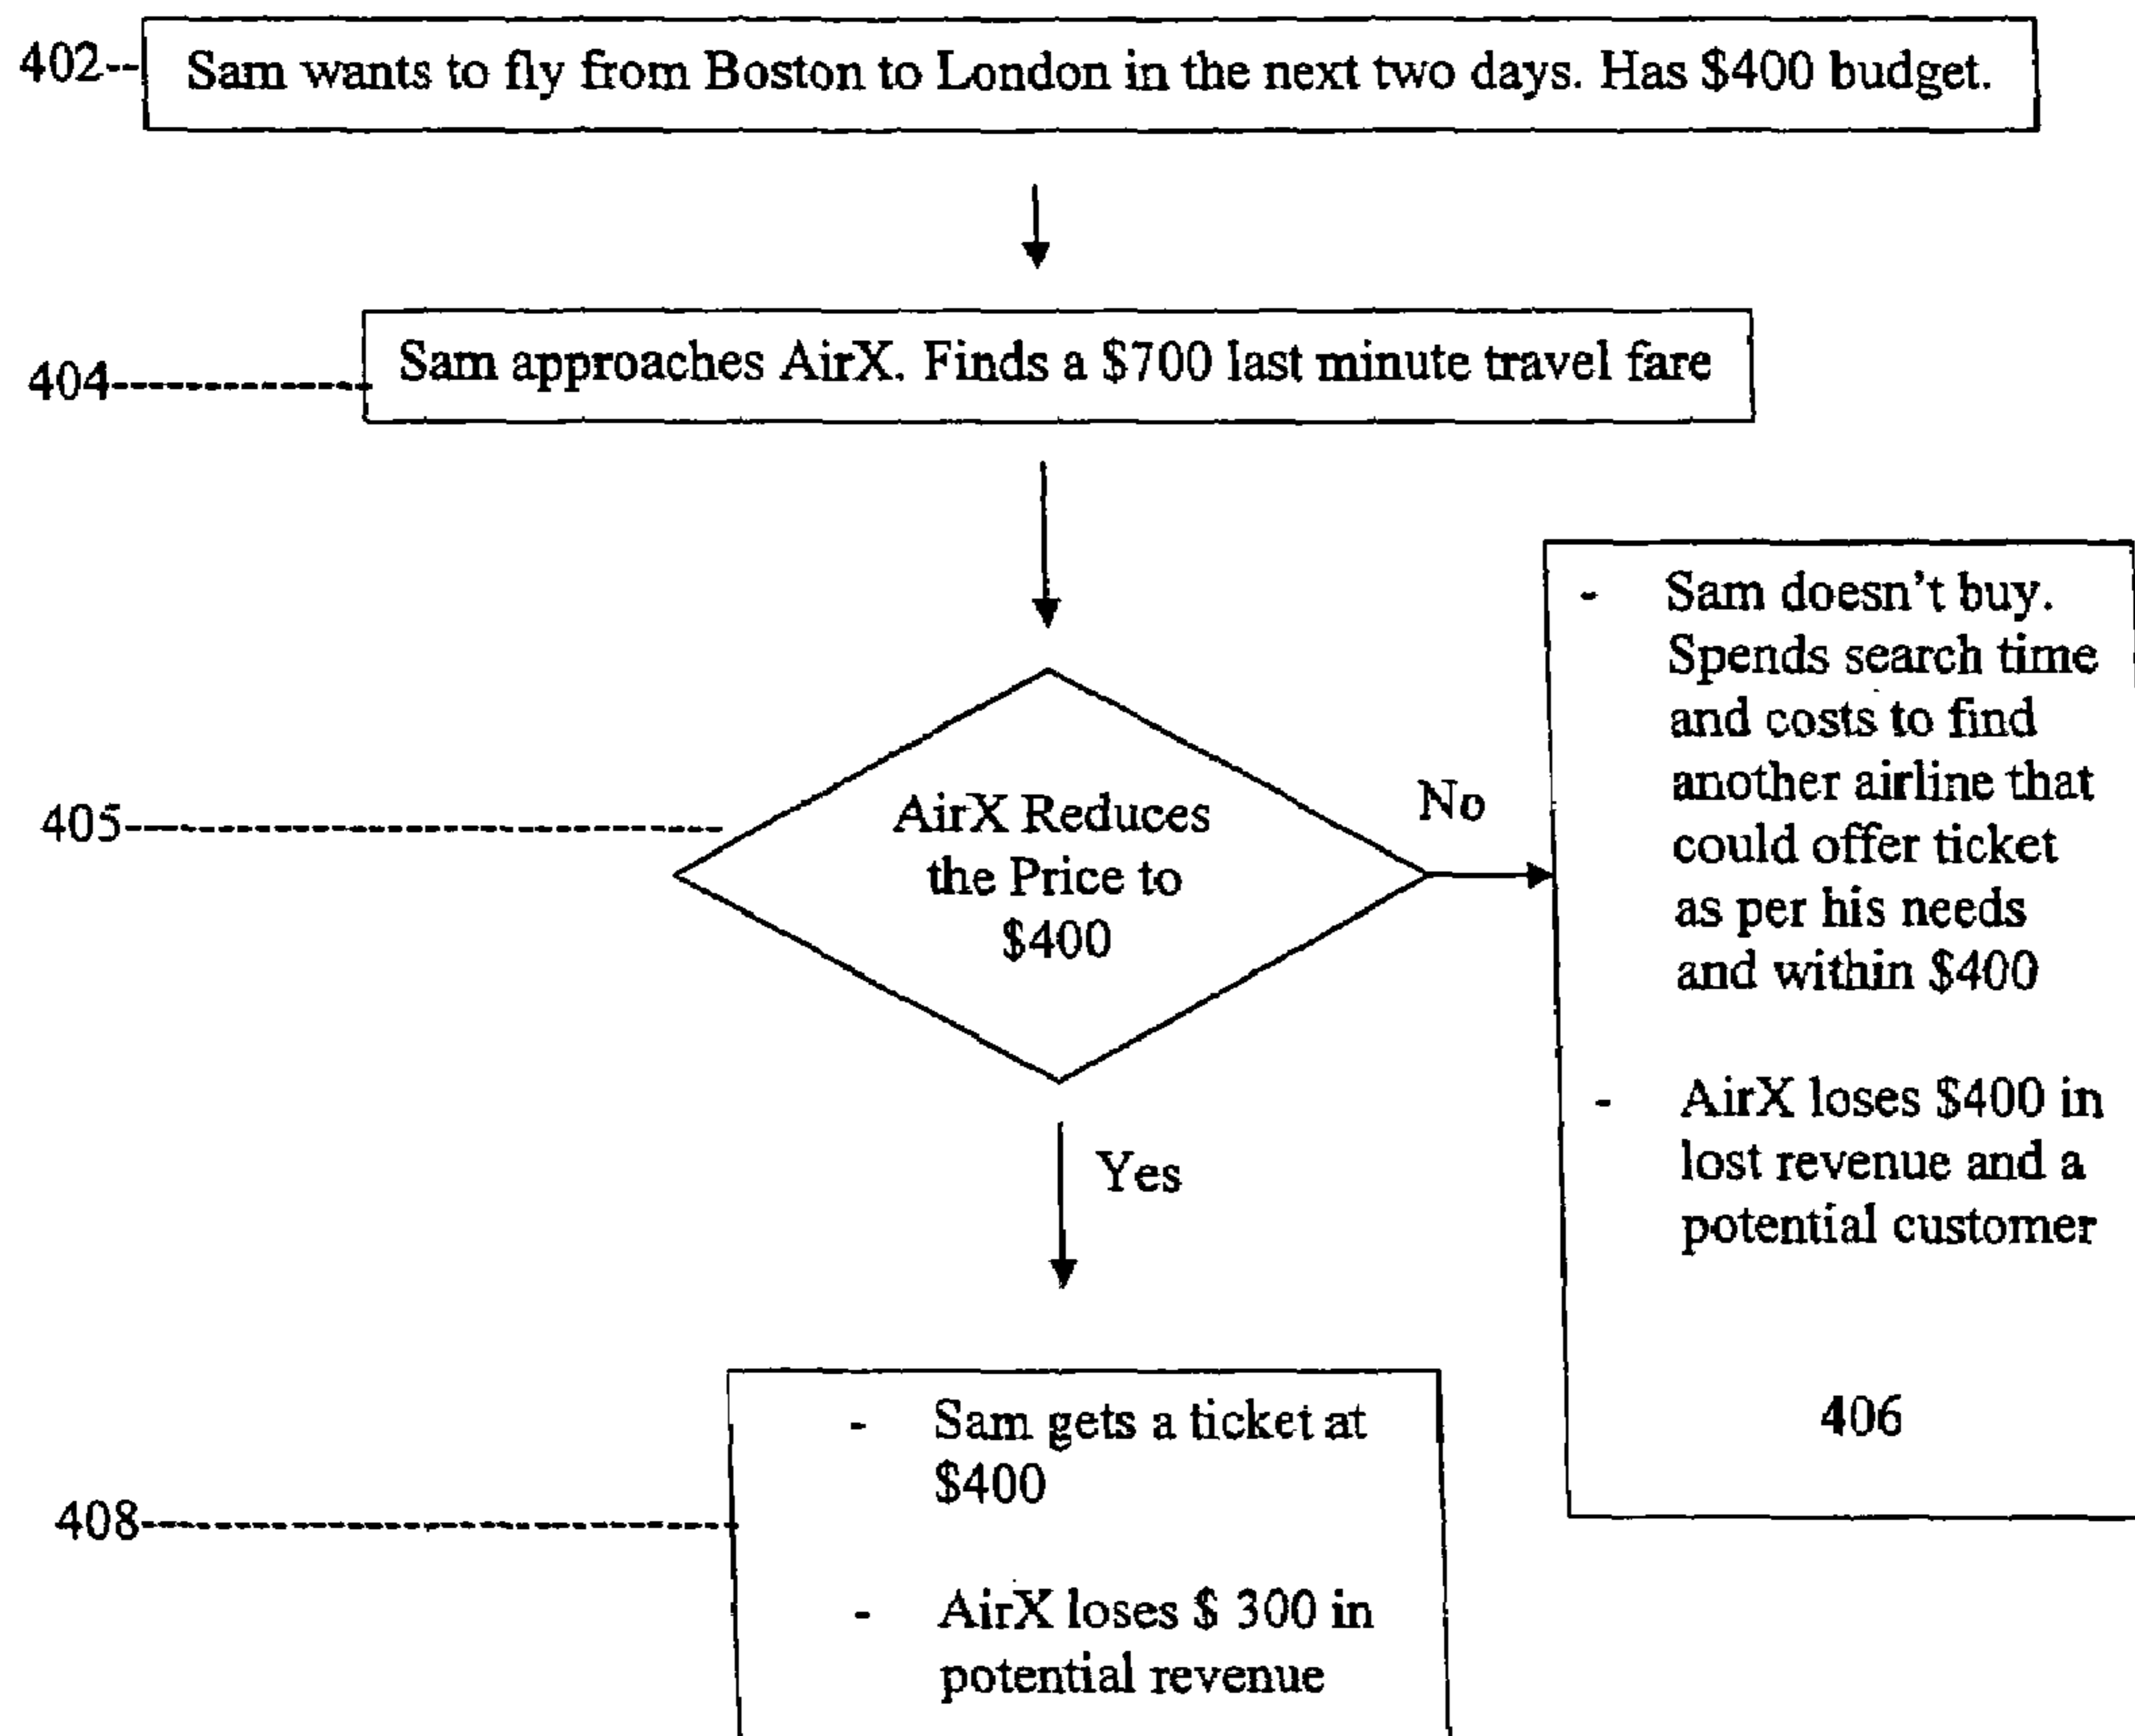 402-- Sam wants to fly from Boston to London in the next two days. Has $400 budget.
404------------- Sam approaches AirX. Finds a $700 last minute travel fare
405------------------------------
AirX Reduces
the Price to
$400
No
- Sam doesn't buy.
Spends search time
and costs to find
another airline that
could offer ticket
as per his needs
and within $400
- AirX loses $400 in
lost revenue and a
potential customer
406
Yes
408------------------------------
- Sam gets a ticket at
$400
- AirX loses $ 300 in
potential revenue